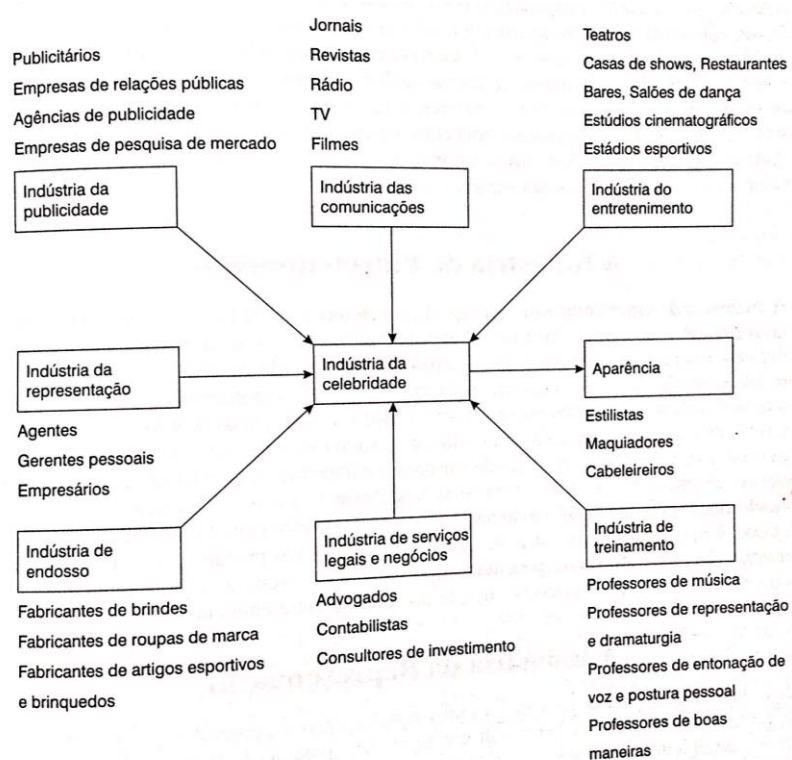 Publicitários
Empresas de relações públicas
Agências de publicidade
Empresas de pesquisa de mercado
Indústria da
publicidade
Jornais
Revistas
Rádio
TV
Filmes
Indústria das
comunicações
Teatros
Casas de shows, Restaurantes
Bares, Salões de dança
Estúdios cinematográficos
Estádios esportivos
Indústria do
entretenimento
Indústria da
representação
Agentes
Gerentes pessoais
Empresários
Indústria da
celebridade
Aparência
Estilistas
Maquiadores
Cabeleireiros
Indústria de
endosso
Fabricantes de brindes
Fabricantes de roupas de marca
Fabricantes de artigos esportivos
e brinquedos
Indústria de serviços
legais e negócios
Advogados
Contabilistas
Consultores de investimento
Indústria de
treinamento
Professores de música
Professores de representação
e dramaturgia
Professores de entonação de
voz e postura pessoal
Professores de boas
maneiras